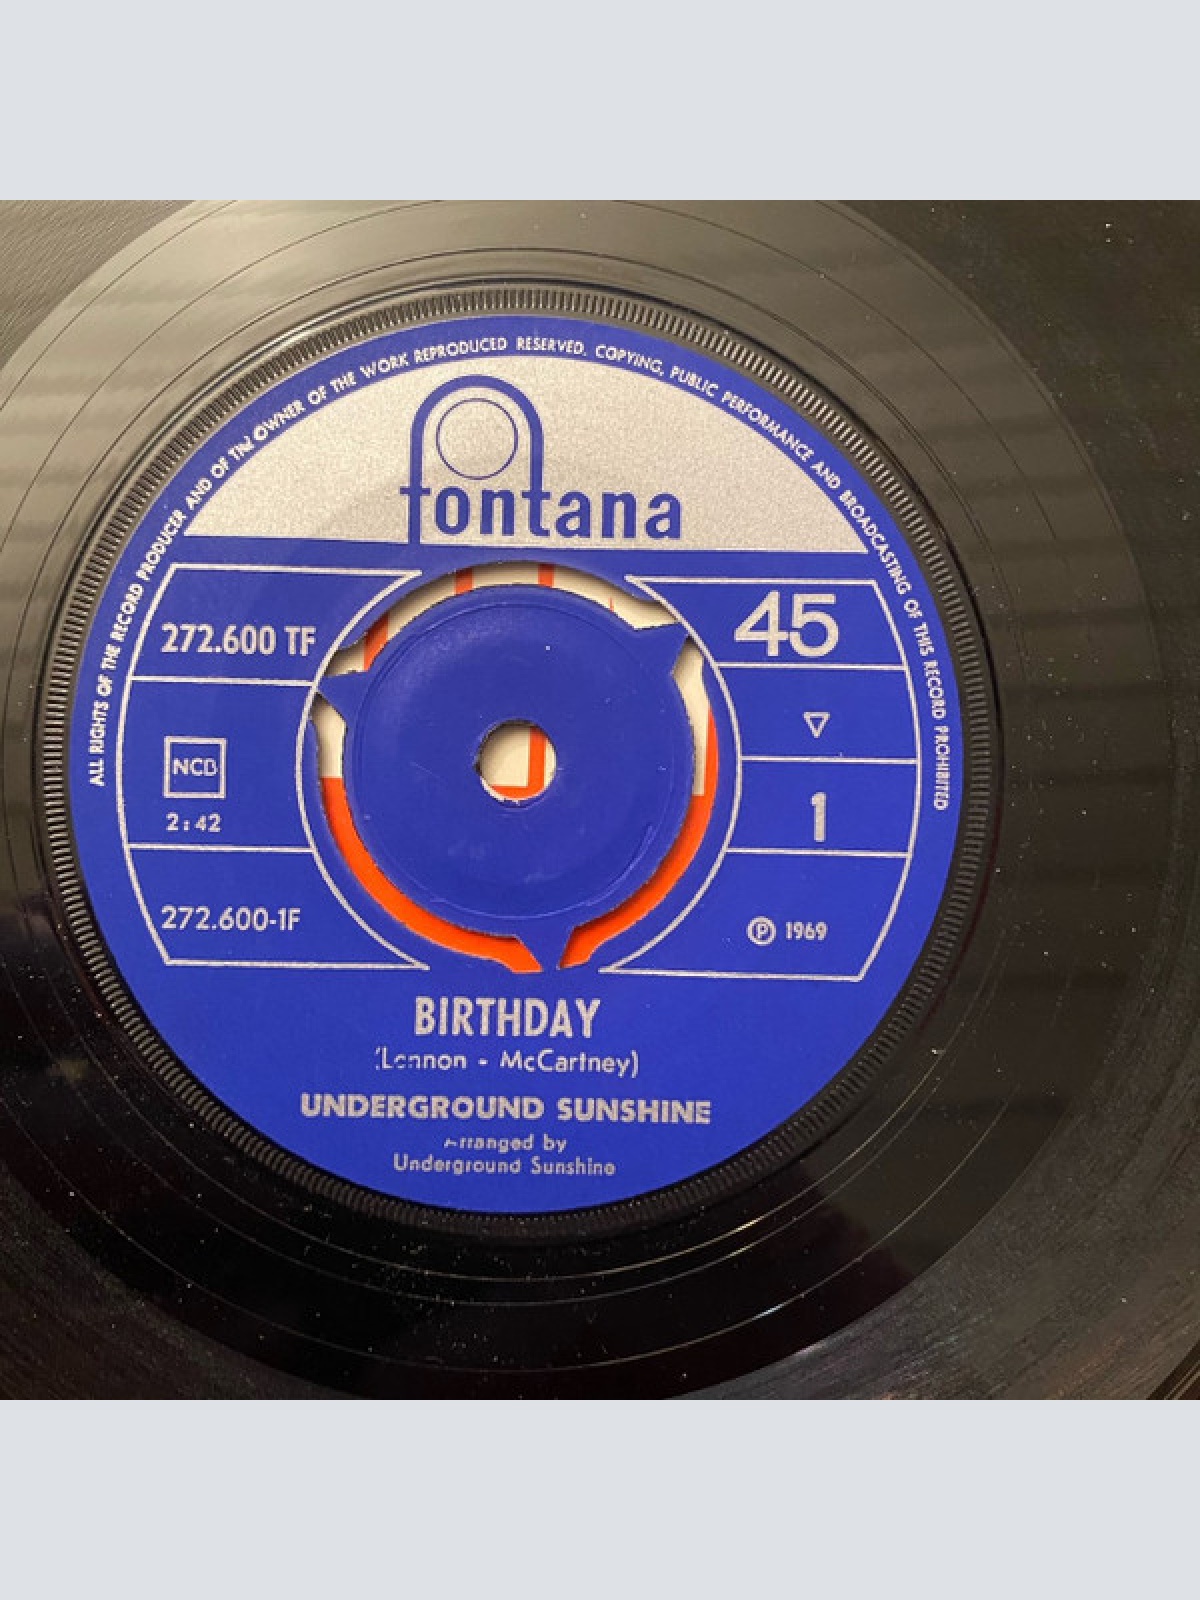 ALL RIGHTS OF THE RECORD PRODUCER AND OF THE OWNER OF THE WORK REPRODUCED RESERVED. COPYING, PUBLIC PERFORMANCE AND BROADCASTING OF THIS RECORD PROHIBITED
fontana
272.600 TF
45
NCB
2:42
1
272.600-1F
Ⓟ 1969
BIRTHDAY
(Lennon - McCartney)
UNDERGROUND SUNSHINE
Arranged by
Underground Sunshine